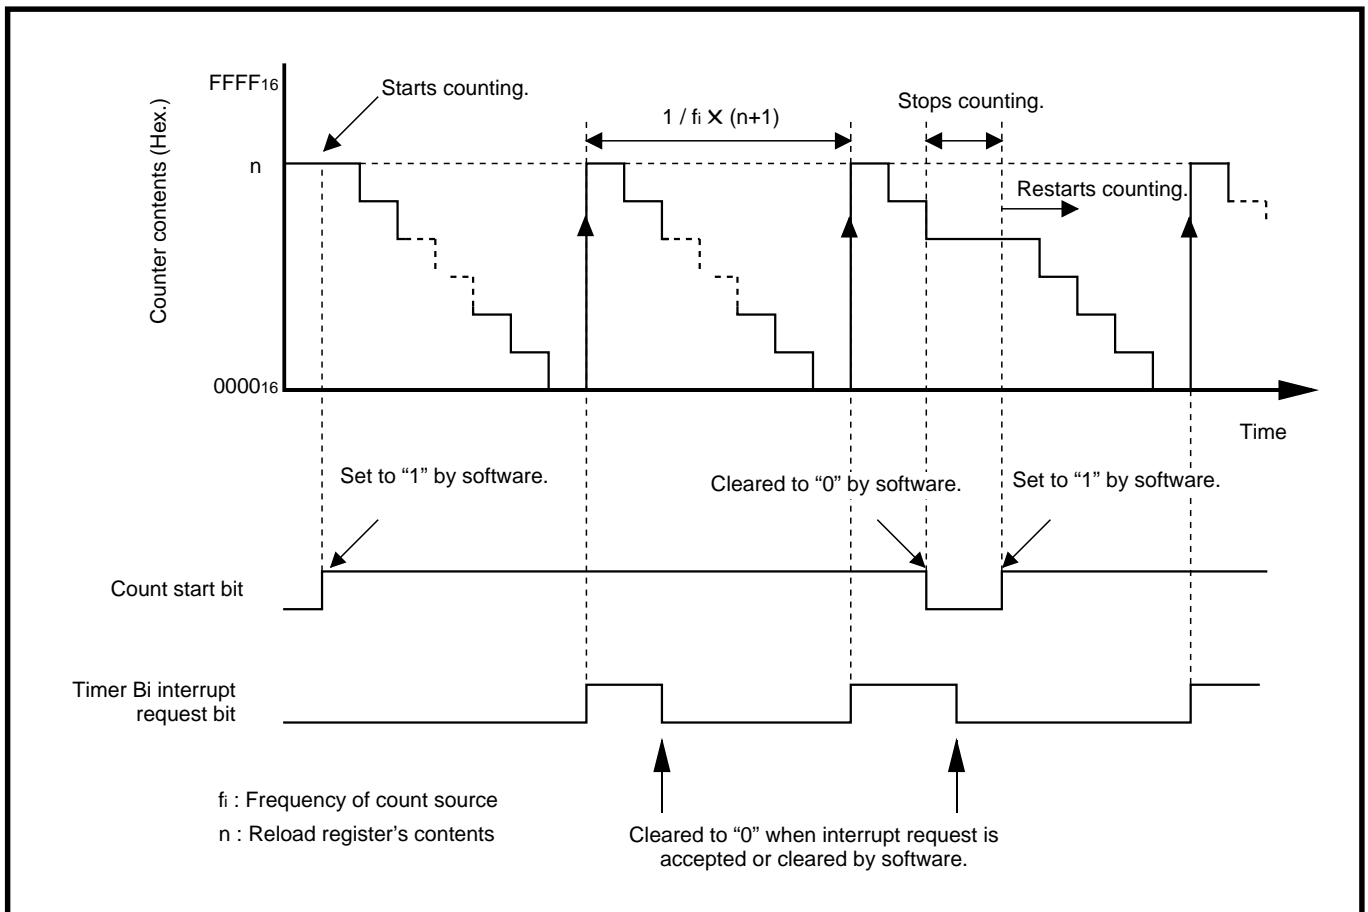 FFFF16
Starts counting.
1 / fi X (n+1)
Stops counting.
n
Restarts counting.
Counter contents (Hex.)
000016
Time
Set to “1” by software.
Cleared to “0” by software.
Set to “1” by software.
Count start bit
Timer Bi interrupt
request bit
fi : Frequency of count source
n : Reload register’s contents
Cleared to “0” when interrupt request is
accepted or cleared by software.